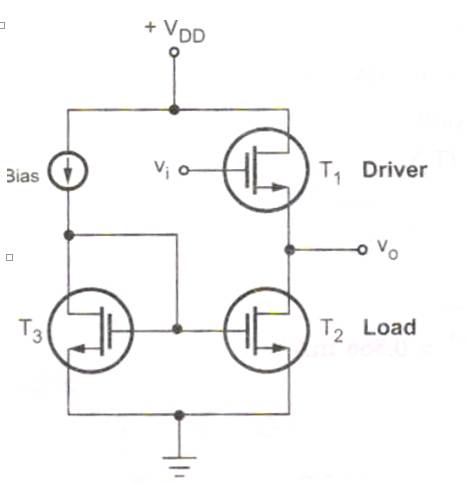 + VDD
Bias
Vi
T1 Driver
Vo
T3
T2 Load